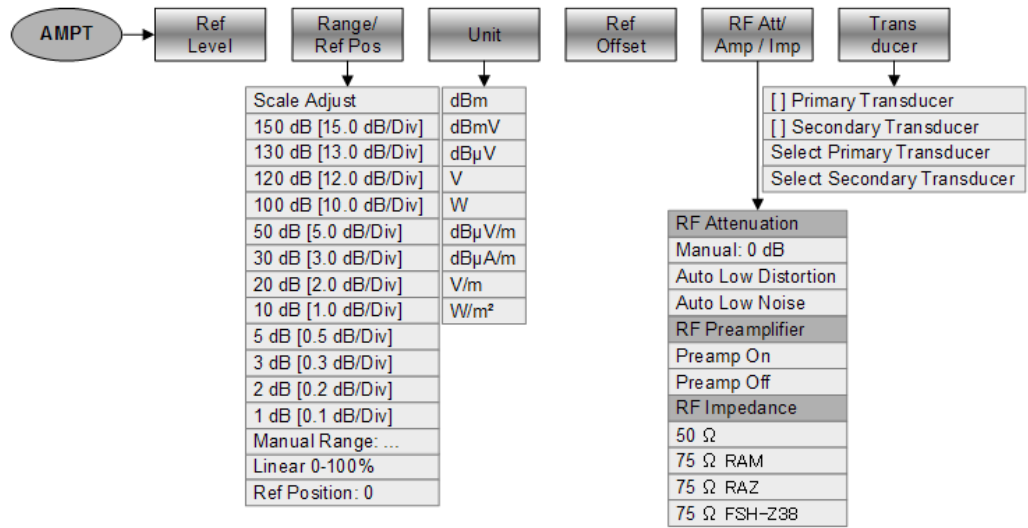 AMPT
Ref
Level
Range/
Ref Pos
Unit
Ref
Offset
RF Att/
Amp / Imp
Trans
ducer
Scale Adjust
150 dB [15.0 dB/Div]
130 dB [13.0 dB/Div]
120 dB [12.0 dB/Div]
100 dB [10.0 dB/Div]
50 dB [5.0 dB/Div]
30 dB [3.0 dB/Div]
20 dB [2.0 dB/Div]
10 dB [1.0 dB/Div]
5 dB [0.5 dB/Div]
3 dB [0.3 dB/Div]
2 dB [0.2 dB/Div]
1 dB [0.1 dB/Div]
Manual Range: ...
Linear 0-100%
Ref Position: 0
dBm
dBmV
dBµV
V
W
dBµV/m
dBµA/m
V/m
W/m²
RF Attenuation
Manual: 0 dB
Auto Low Distortion
Auto Low Noise
RF Preamplifier
Preamp On
Preamp Off
RF Impedance
50 Ω
75 Ω RAM
75 Ω RAZ
75 Ω FSH-Z38
[ ] Primary Transducer
[ ] Secondary Transducer
Select Primary Transducer
Select Secondary Transducer